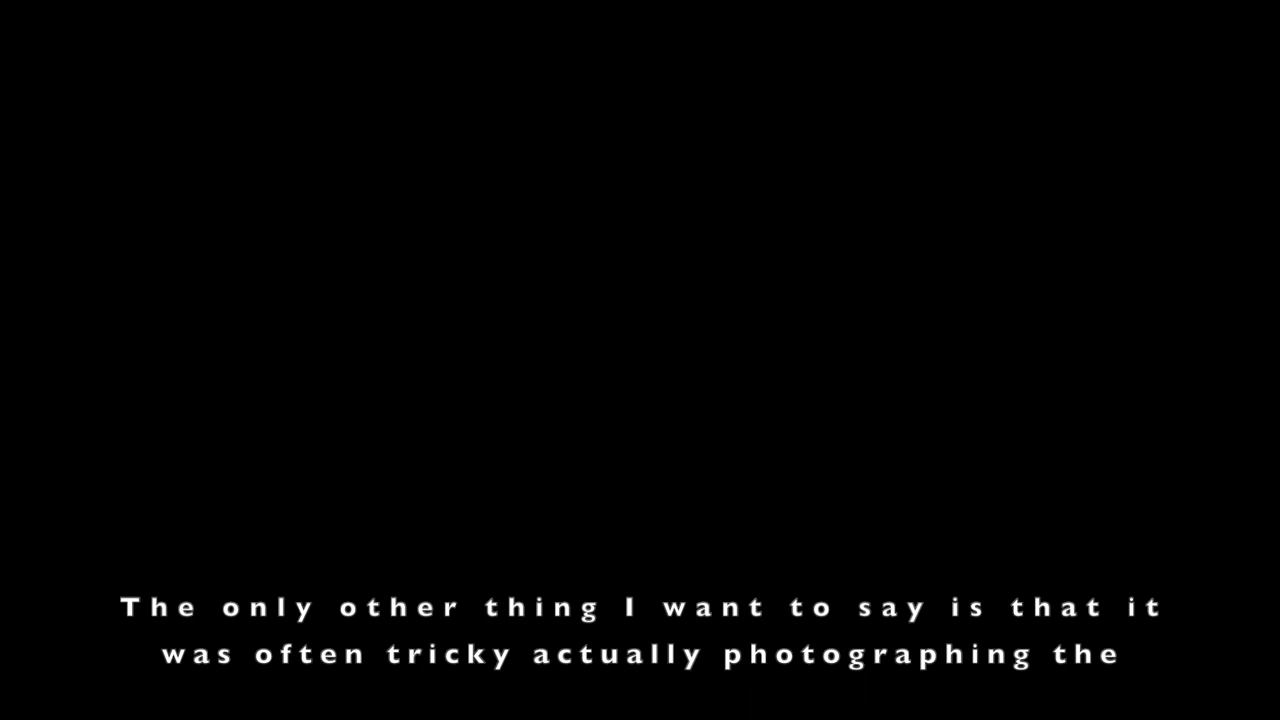 The only other thing I want to say is that it
was often tricky actually photographing the